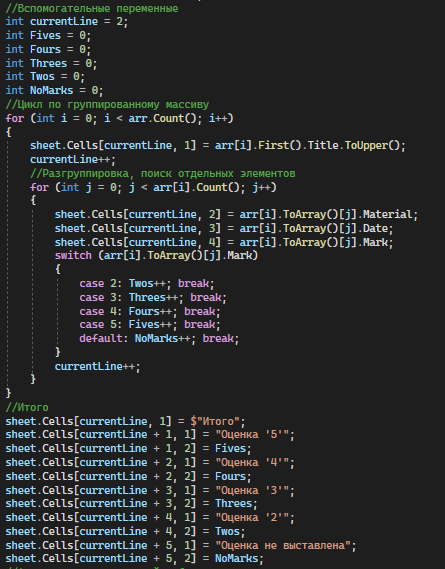 //Вспомогательные переменные
int currentLine = 2;
int Fives = 0;
int Fours = 0;
int Threes = 0;
int Twos = 0;
int NoMarks = 0;
//Цикл по группированному массиву
for (int i = 0; i < arr.Count(); i++)
{
sheet.Cells[currentLine, 1] = arr[i].First().Title.ToUpper();
currentLine++;
//Разгруппировка, поиск отдельных элементов
for (int j = 0; j < arr[i].Count(); j++)
{
sheet.Cells[currentLine, 2] = arr[i].ToArray()[j].Material;
sheet.Cells[currentLine, 3] = arr[i].ToArray()[j].Date;
sheet.Cells[currentLine, 4] = arr[i].ToArray()[j].Mark;
switch (arr[i].ToArray()[j].Mark)
{
case 2: Twos++; break;
case 3: Threes++; break;
case 4: Fours++; break;
case 5: Fives++; break;
default: NoMarks++; break;
}
currentLine++;
}
}
//Итого
sheet.Cells[currentLine, 1] = $"Итого";
sheet.Cells[currentLine + 1, 1] = "Оценка '5'";
sheet.Cells[currentLine + 1, 2] = Fives;
sheet.Cells[currentLine + 2, 1] = "Оценка '4'";
sheet.Cells[currentLine + 2, 2] = Fours;
sheet.Cells[currentLine + 3, 1] = "Оценка '3'";
sheet.Cells[currentLine + 3, 2] = Threes;
sheet.Cells[currentLine + 4, 1] = "Оценка '2'";
sheet.Cells[currentLine + 4, 2] = Twos;
sheet.Cells[currentLine + 5, 1] = "Оценка не выставлена";
sheet.Cells[currentLine + 5, 2] = NoMarks;